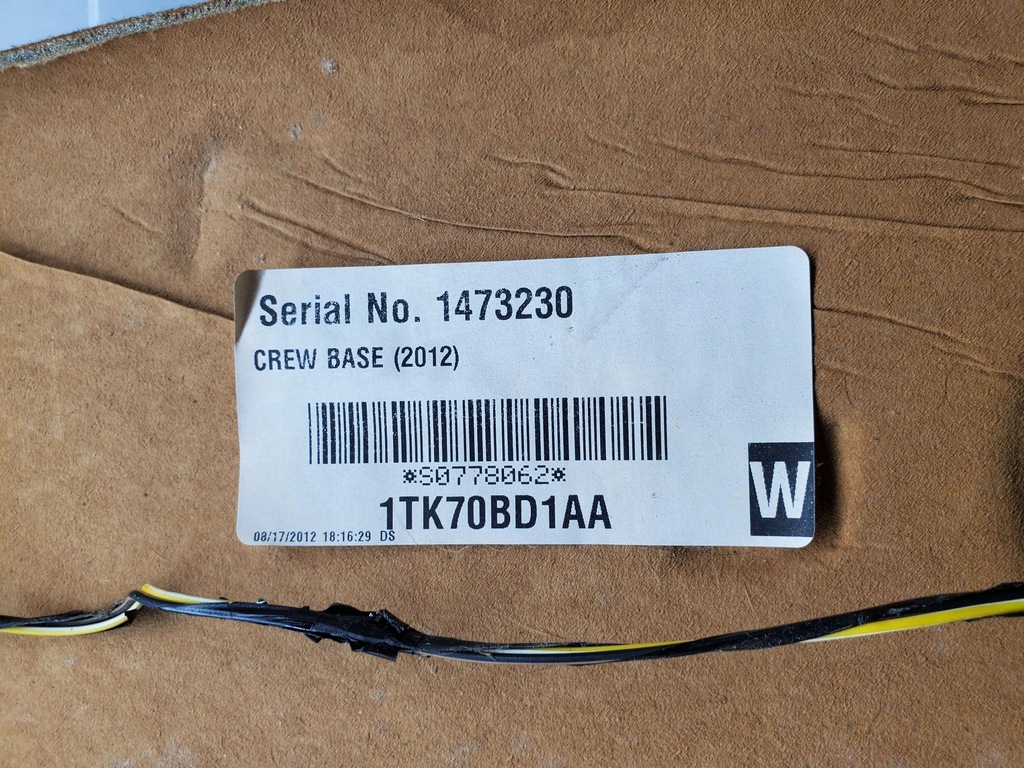 Serial No. 1473230
CREW BASE (2012)
*S0778062*
1TK70BD1AA
08/17/2012 18:16:29 DS
W